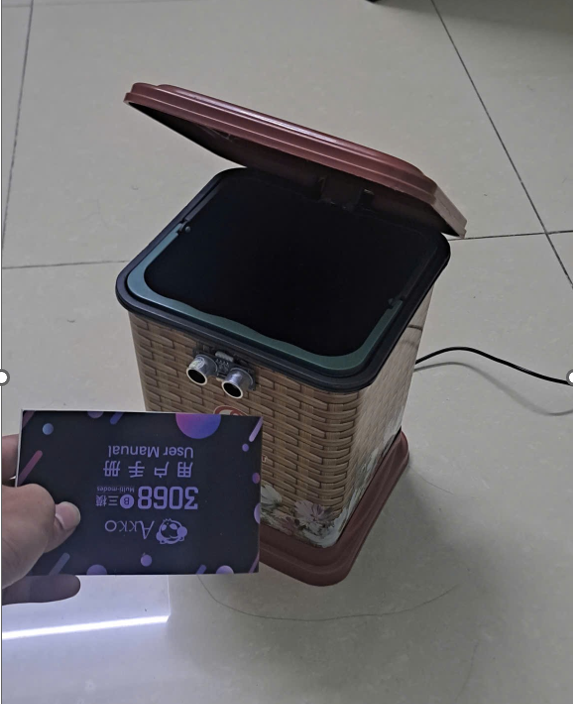 AKKO
3068 B 三模
Multi-modes
用户手册
User Manual